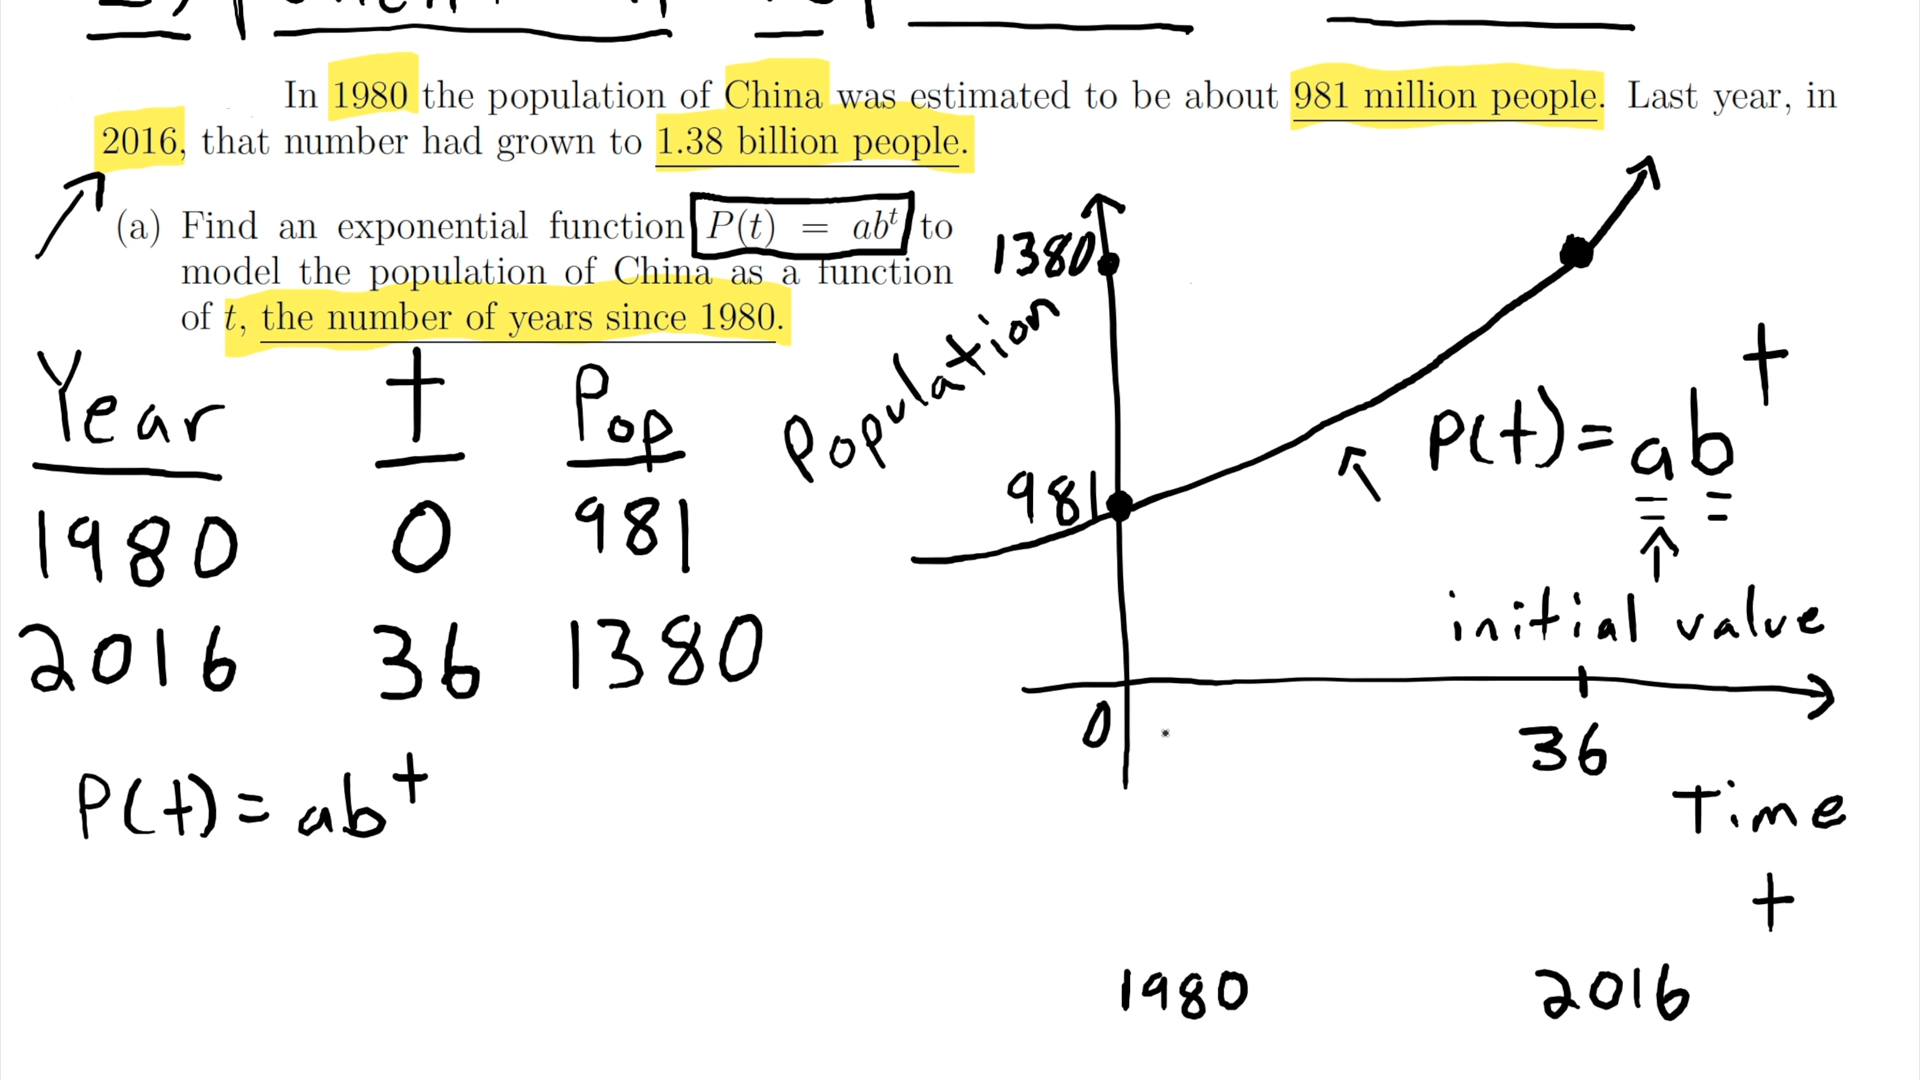 In 1980 the population of China was estimated to be about 981 million people. Last year, in
2016, that number had grown to 1.38 billion people.
(a) Find an exponential function P(t) = ab^t to
model the population of China as a function
of t, the number of years since 1980.
Year t Pop
1980 0 981
2016 36 1380
P(t) = ab^t
1380
Population
981
P(t) = ab^t
initial value
0
36
Time
t
1980 2016